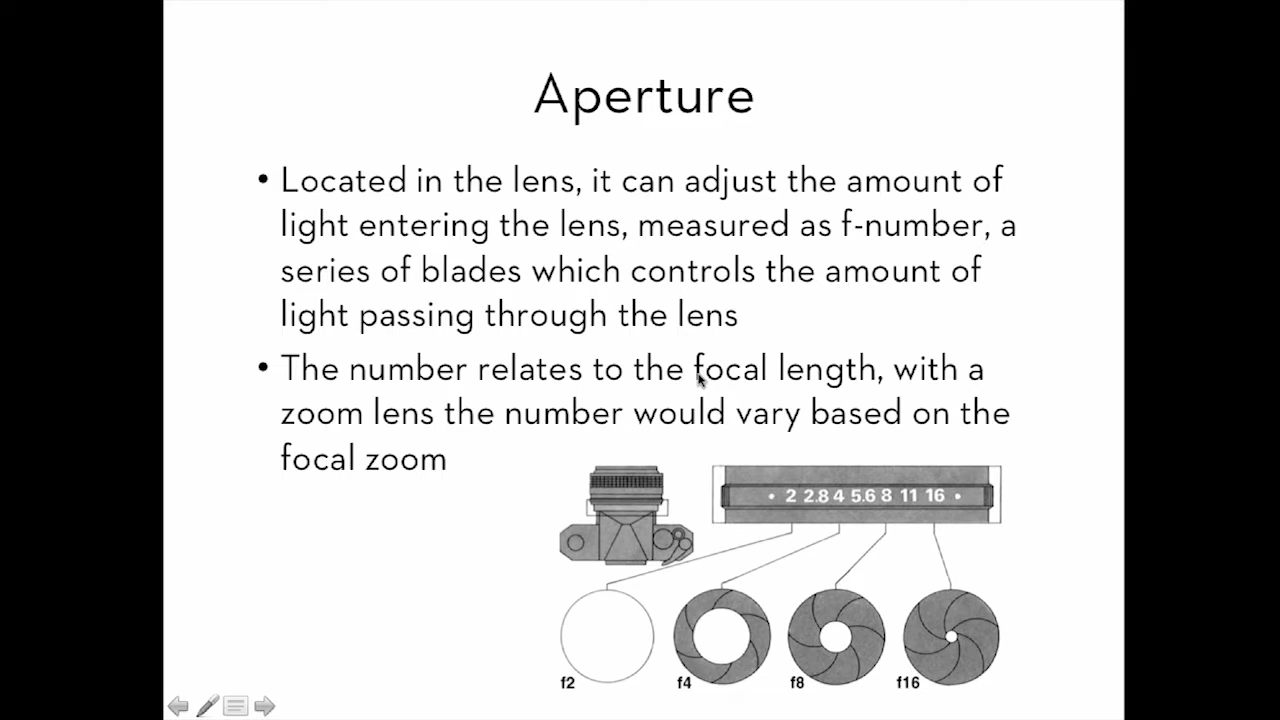 Aperture
• Located in the lens, it can adjust the amount of
light entering the lens, measured as f-number, a
series of blades which controls the amount of
light passing through the lens
• The number relates to the focal length, with a
zoom lens the number would vary based on the
focal zoom
• 2 2.8 4 5.6 8 11 16 •
f2 f4 f8 f16